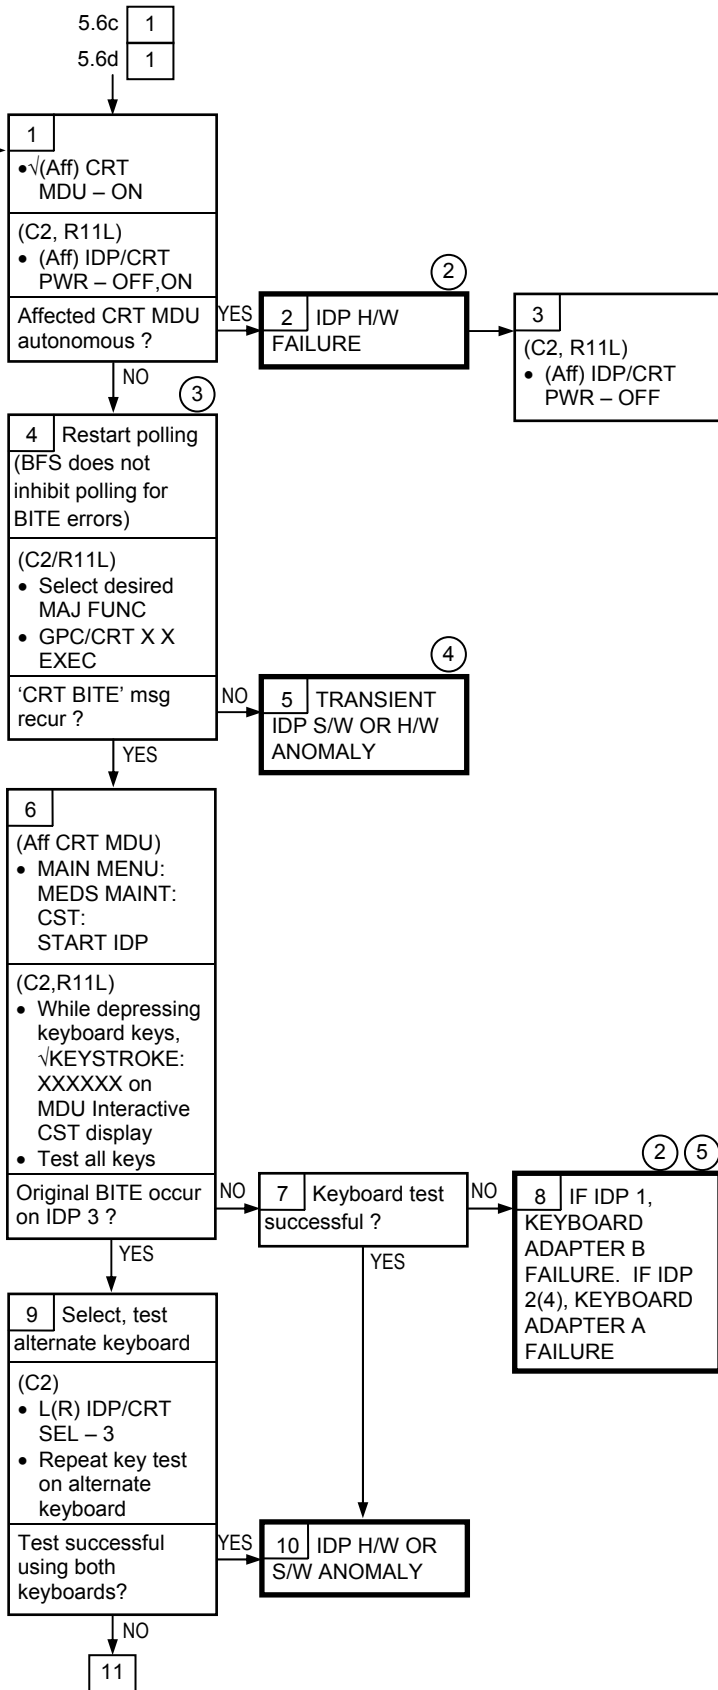 5.6c 1
5.6d 1
1
•√(Aff) CRT
MDU – ON
(C2, R11L)
• (Aff) IDP/CRT
PWR – OFF,ON
Affected CRT MDU
autonomous ?
YES
2
2 IDP H/W
FAILURE
3
(C2, R11L)
• (Aff) IDP/CRT
PWR – OFF
NO
3
4 Restart polling
(BFS does not
inhibit polling for
BITE errors)
(C2/R11L)
• Select desired
MAJ FUNC
• GPC/CRT X X
EXEC
‘CRT BITE’ msg
recur ?
NO
4
5 TRANSIENT
IDP S/W OR H/W
ANOMALY
YES
6
(Aff CRT MDU)
• MAIN MENU:
MEDS MAINT:
CST:
START IDP
(C2,R11L)
• While depressing
keyboard keys,
√KEYSTROKE:
XXXXXX on
MDU Interactive
CST display
• Test all keys
Original BITE occur
on IDP 3 ?
NO
7 Keyboard test
successful ?
NO
2 5
8 IF IDP 1,
KEYBOARD
ADAPTER B
FAILURE. IF IDP
2(4), KEYBOARD
ADAPTER A
FAILURE
YES
YES
9 Select, test
alternate keyboard
(C2)
• L(R) IDP/CRT
SEL – 3
• Repeat key test
on alternate
keyboard
Test successful
using both
keyboards?
YES
10 IDP H/W OR
S/W ANOMALY
NO
11